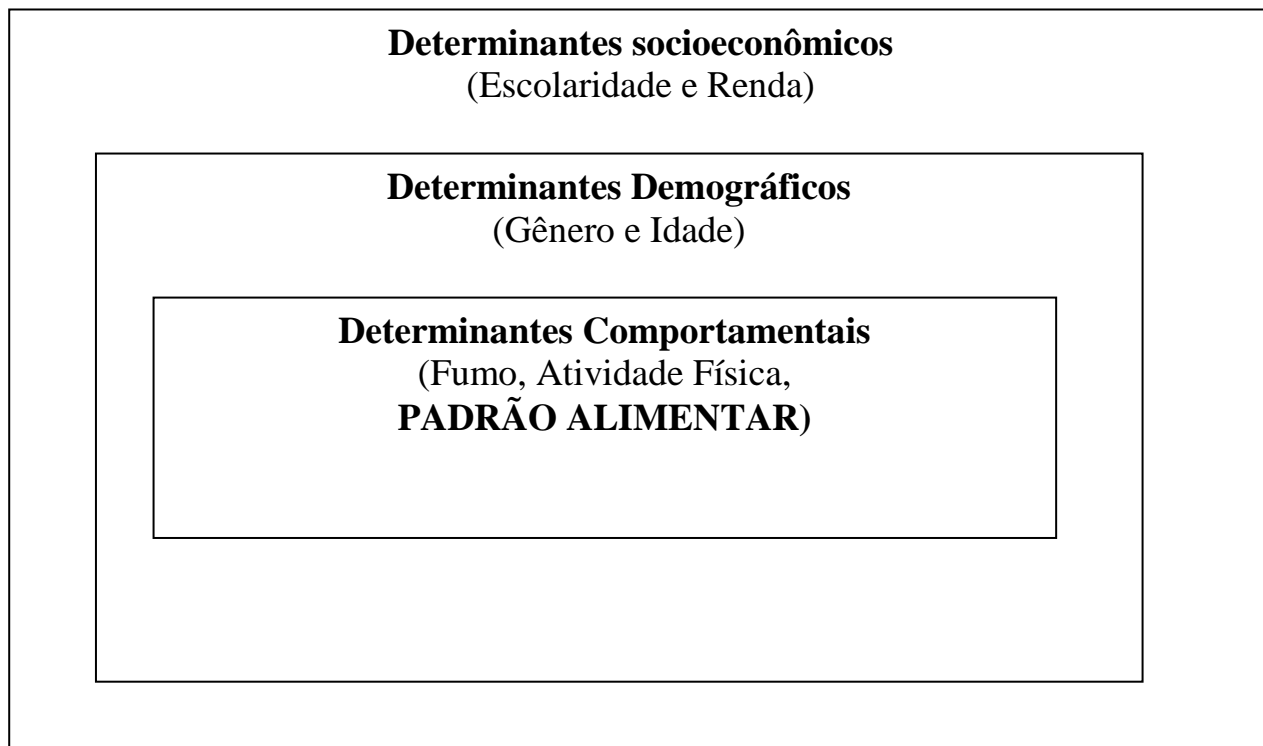 Determinantes socioeconômicos
(Escolaridade e Renda)
Determinantes Demográficos
(Gênero e Idade)
Determinantes Comportamentais
(Fumo, Atividade Física,
PADRÃO ALIMENTAR)